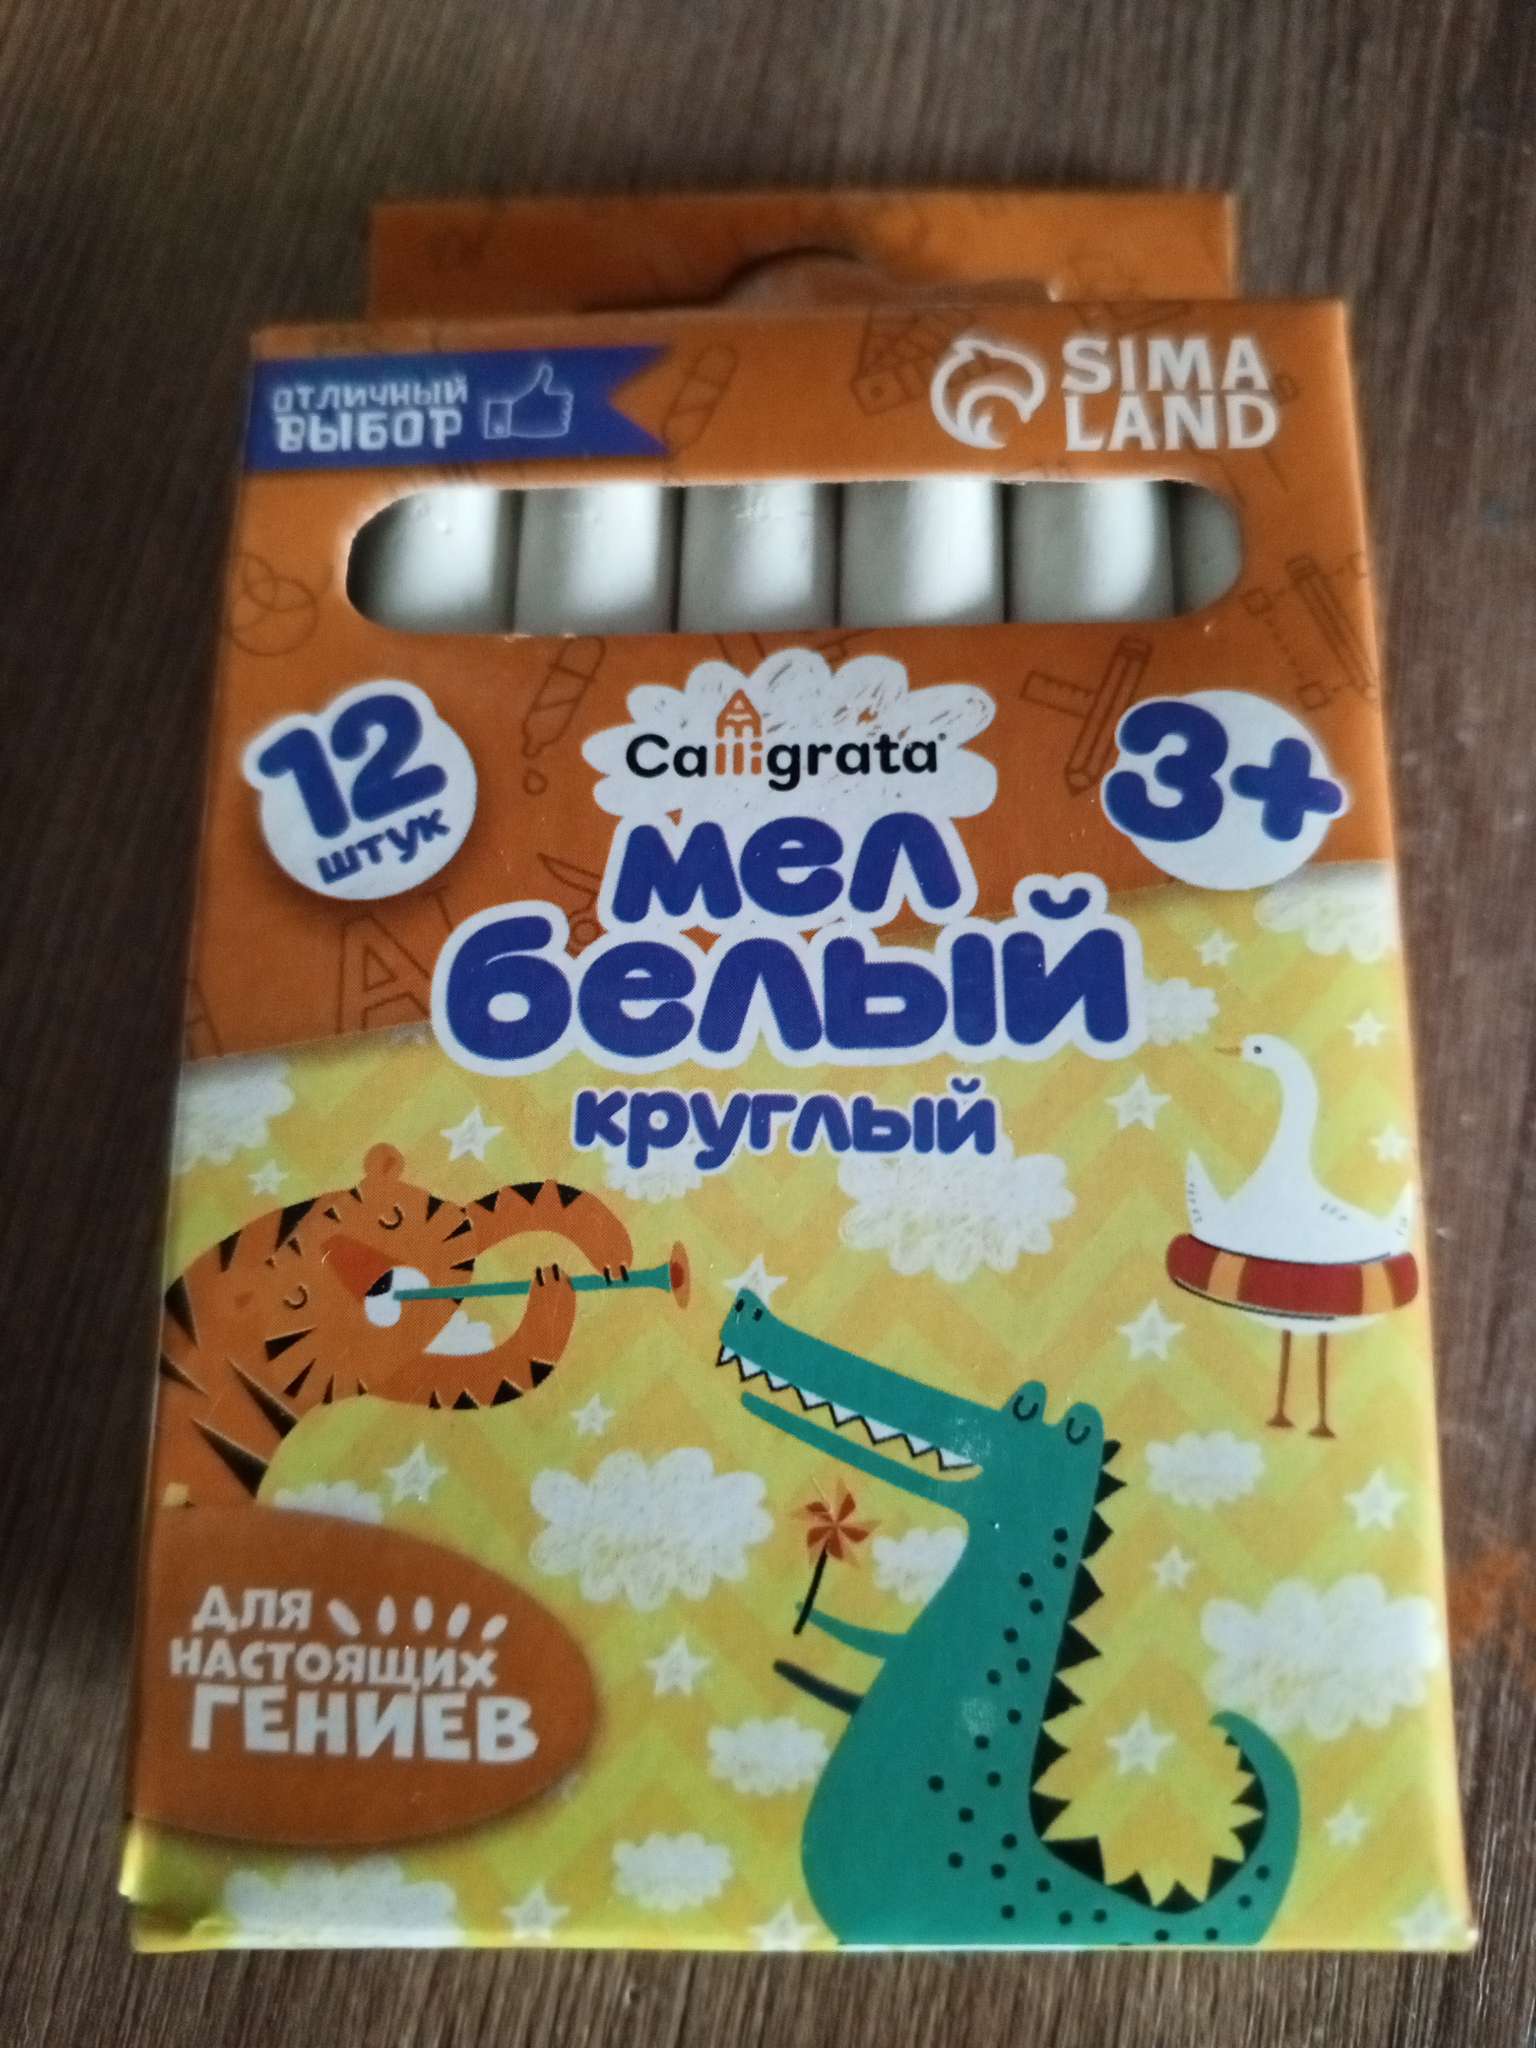 ОТЛИЧНЫЙ
ВЫБОР
SIMA
LAND
12
штук
Calligrata®
3+
мел
белый
круглый
ДЛЯ
НАСТОЯЩИХ
ГЕНИЕВ